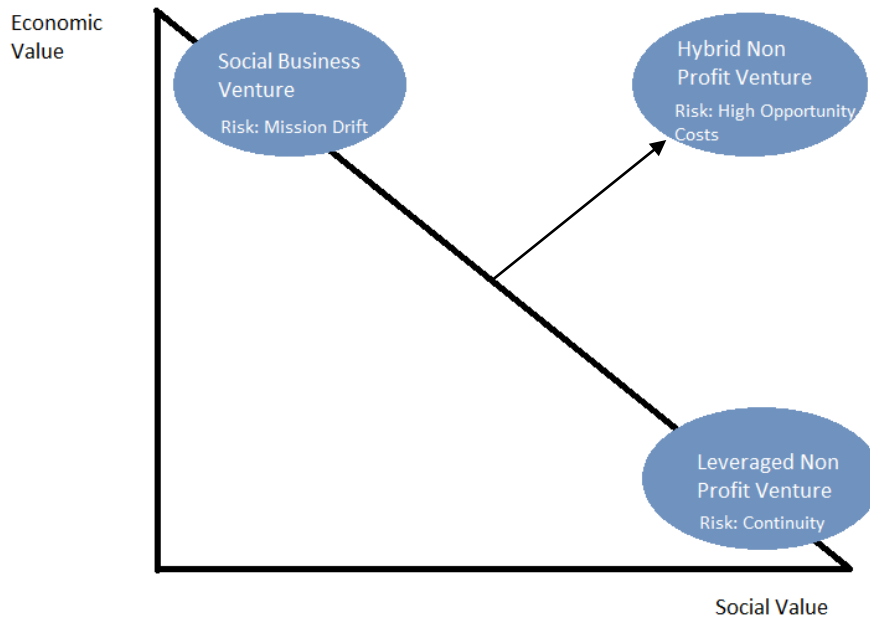 Economic
Value
Social Business
Venture
Risk: Mission Drift
Hybrid Non
Profit Venture
Risk: High Opportunity
Costs
Leveraged Non
Profit Venture
Risk: Continuity
Social Value